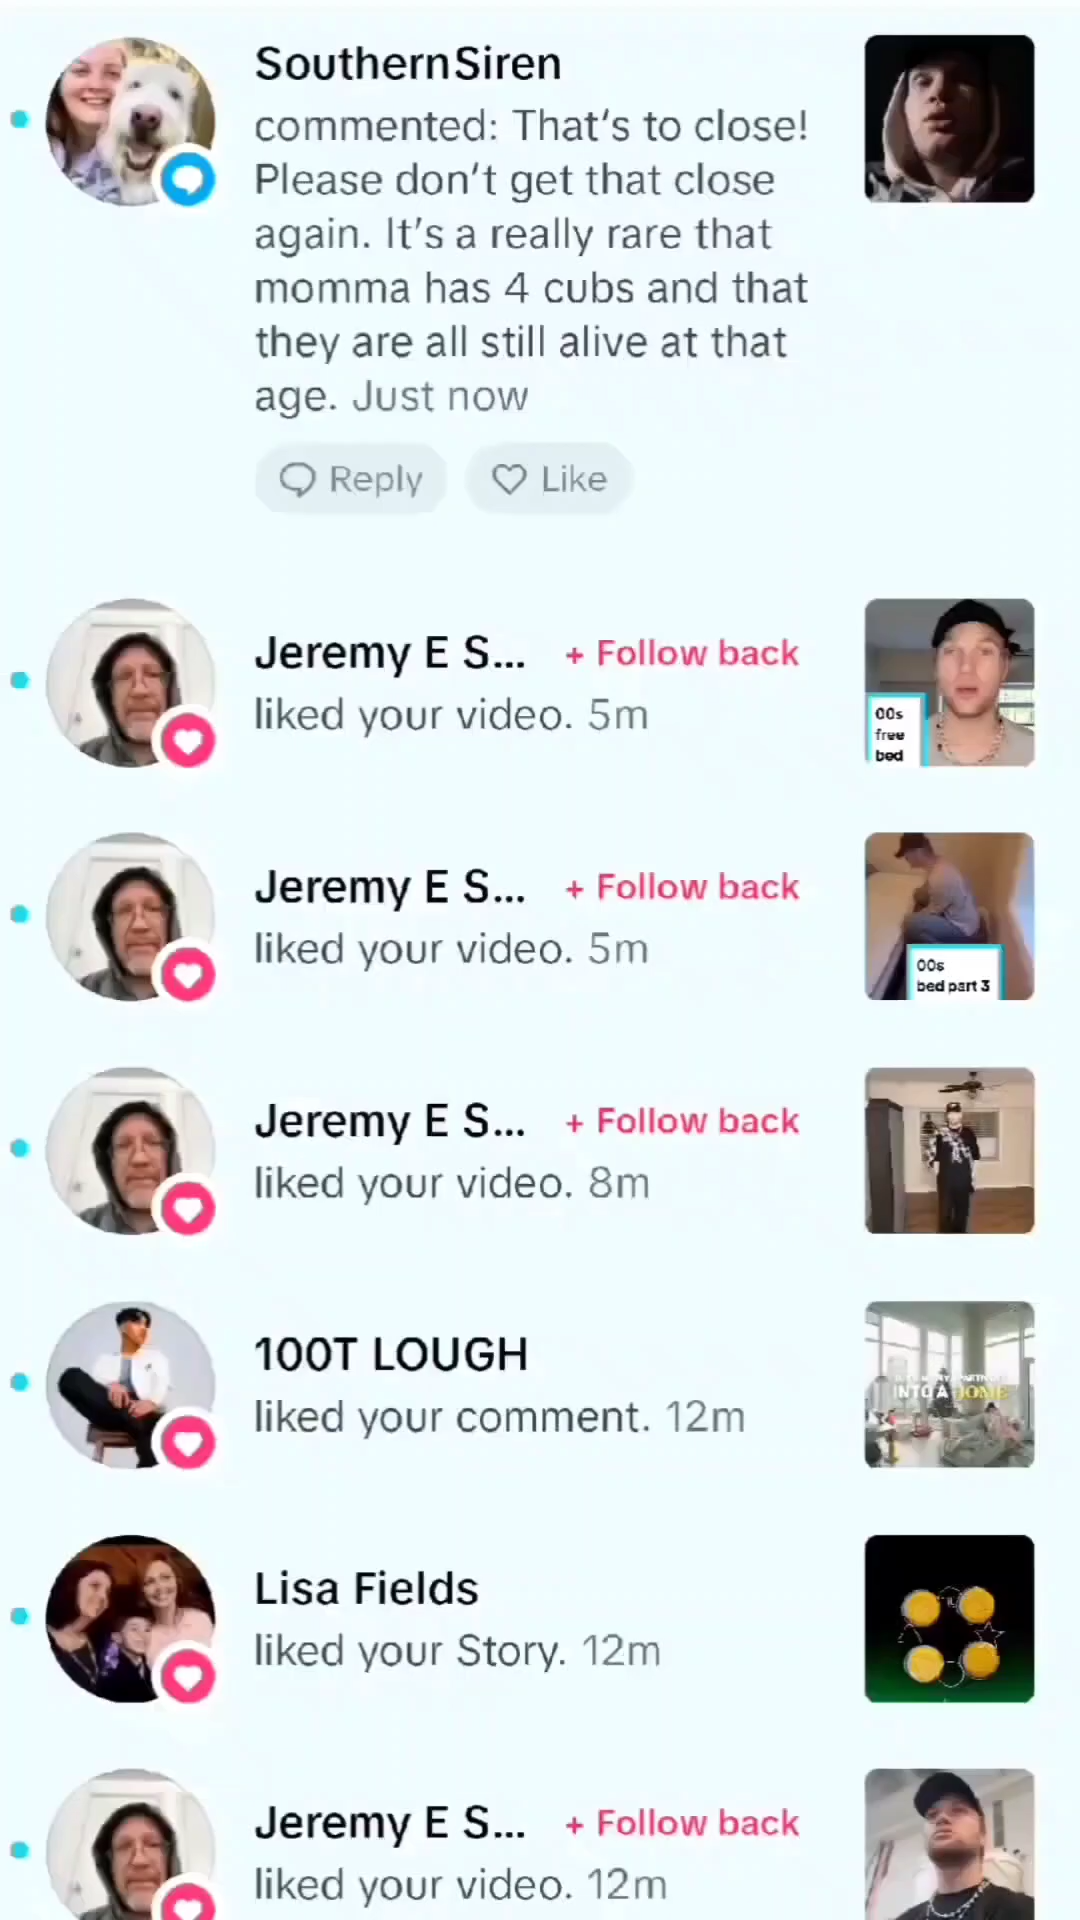 SouthernSiren
commented: That's to close!
Please don't get that close
again. It's a really rare that
momma has 4 cubs and that
they are all still alive at that
age. Just now
Reply
Like
Jeremy E S... + Follow back
liked your video. 5m
00s
free
bed
Jeremy E S... + Follow back
liked your video. 5m
00s
bed part 3
Jeremy E S... + Follow back
liked your video. 8m
100T LOUGH
liked your comment. 12m
INTO A HOME
Lisa Fields
liked your Story. 12m
Jeremy E S... + Follow back
liked your video. 12m